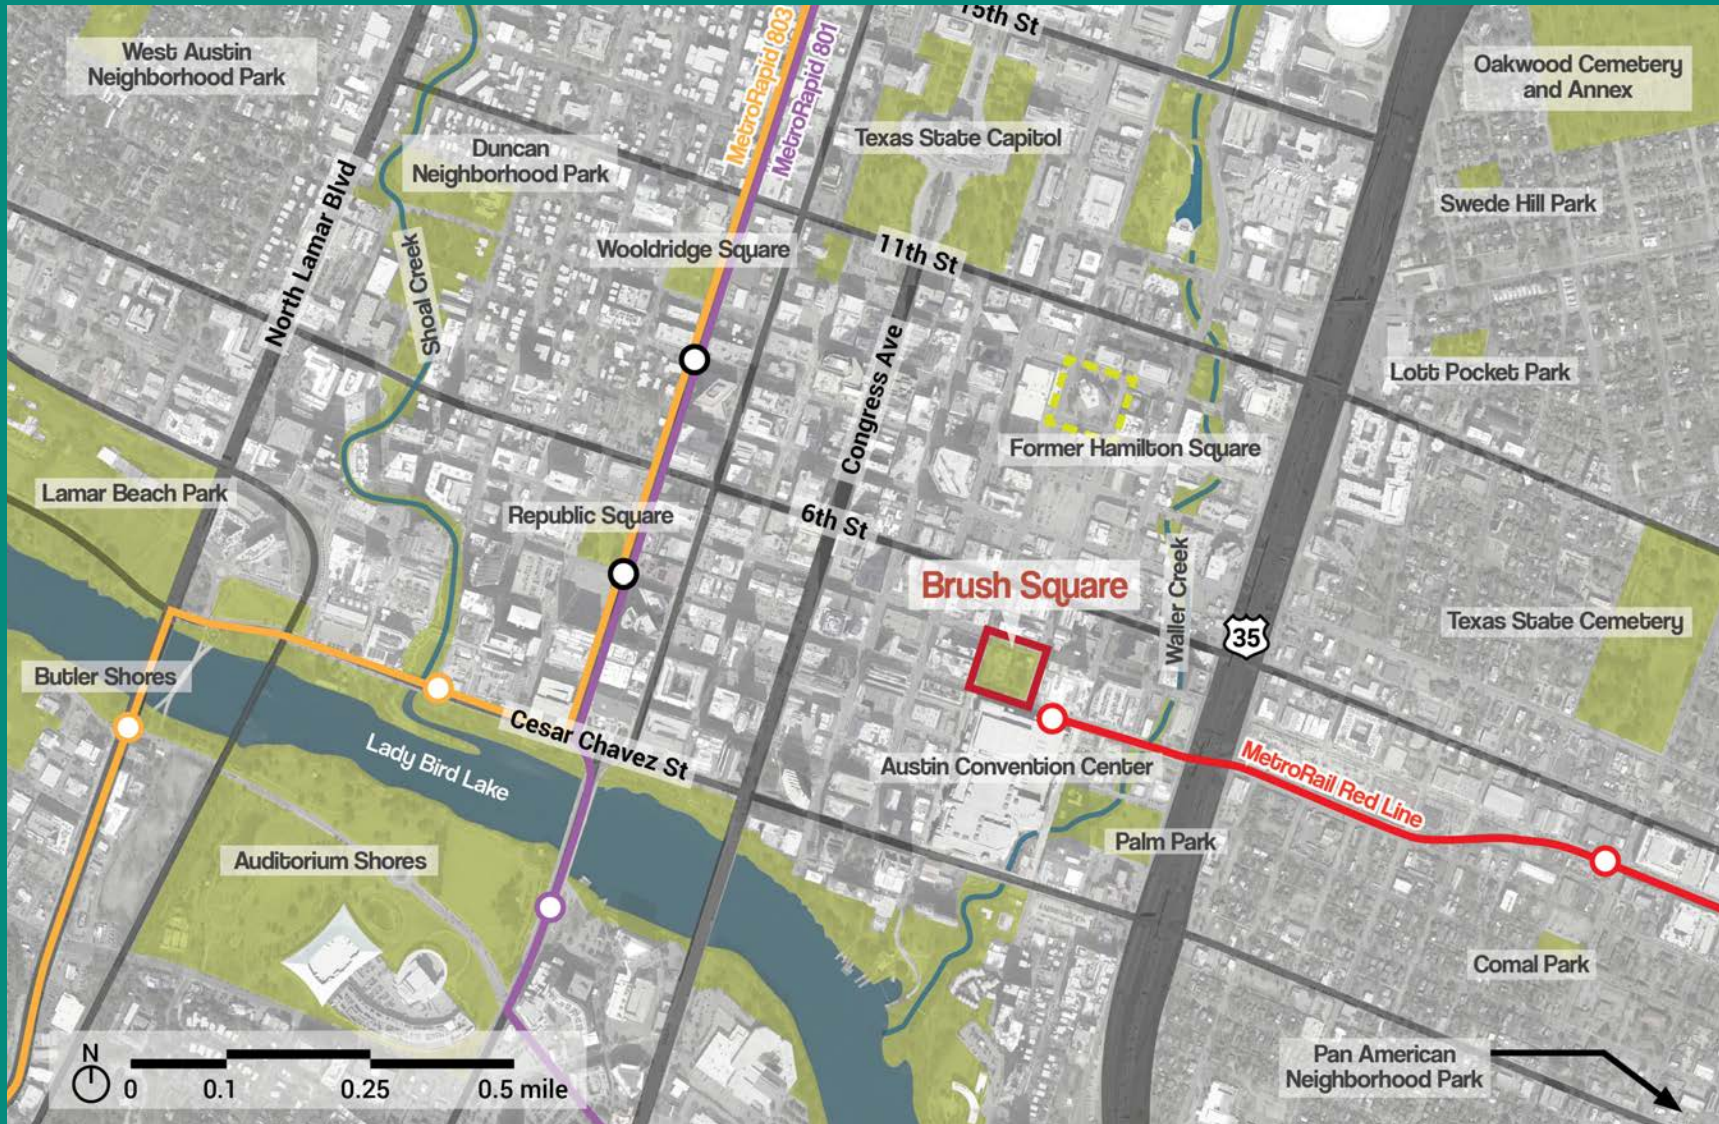 15th St
MetroRapid 803
MetroRapid 801
West Austin
Neighborhood Park
Oakwood Cemetery
and Annex
Duncan
Neighborhood Park
Texas State Capitol
Swede Hill Park
North Lamar Blvd
Shoal Creek
Wooldridge Square
11th St
Congress Ave
Lott Pocket Park
Former Hamilton Square
Lamar Beach Park
Republic Square
6th St
Brush Square
Waller Creek
35
Texas State Cemetery
Butler Shores
Cesar Chavez St
Lady Bird Lake
Austin Convention Center
MetroRail Red Line
Palm Park
Auditorium Shores
Comal Park
Pan American
Neighborhood Park
N
0 0.1 0.25 0.5 mile